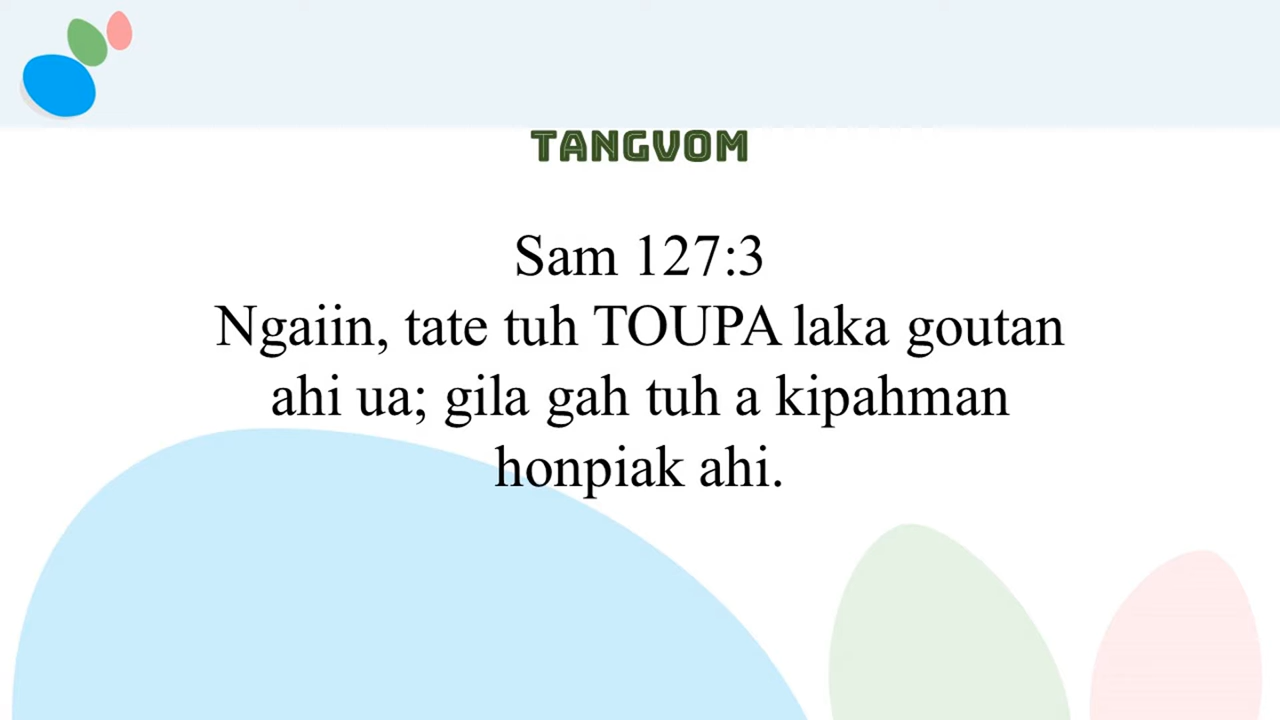 TANGVOM
Sam 127:3
Ngaiin, tate tuh TOUPA laka goutan
ahi ua; gila gah tuh a kipahman
honpiak ahi.